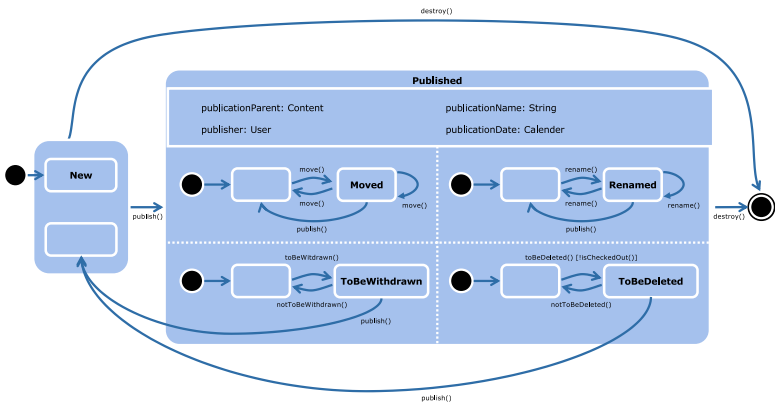 destroy()
Published
publicationParent: Content
publicationName: String
publisher: User
publicationDate: Calender
New
publish()
move()
Moved
move()
move()
publish()
rename()
Renamed
rename()
rename()
publish()
destroy()
toBeWitdrawn()
ToBeWithdrawn
notToBeWithdrawn()
publish()
toBeDeleted() [!isCheckedOut()]
ToBeDeleted
notToBeDeleted()
publish()